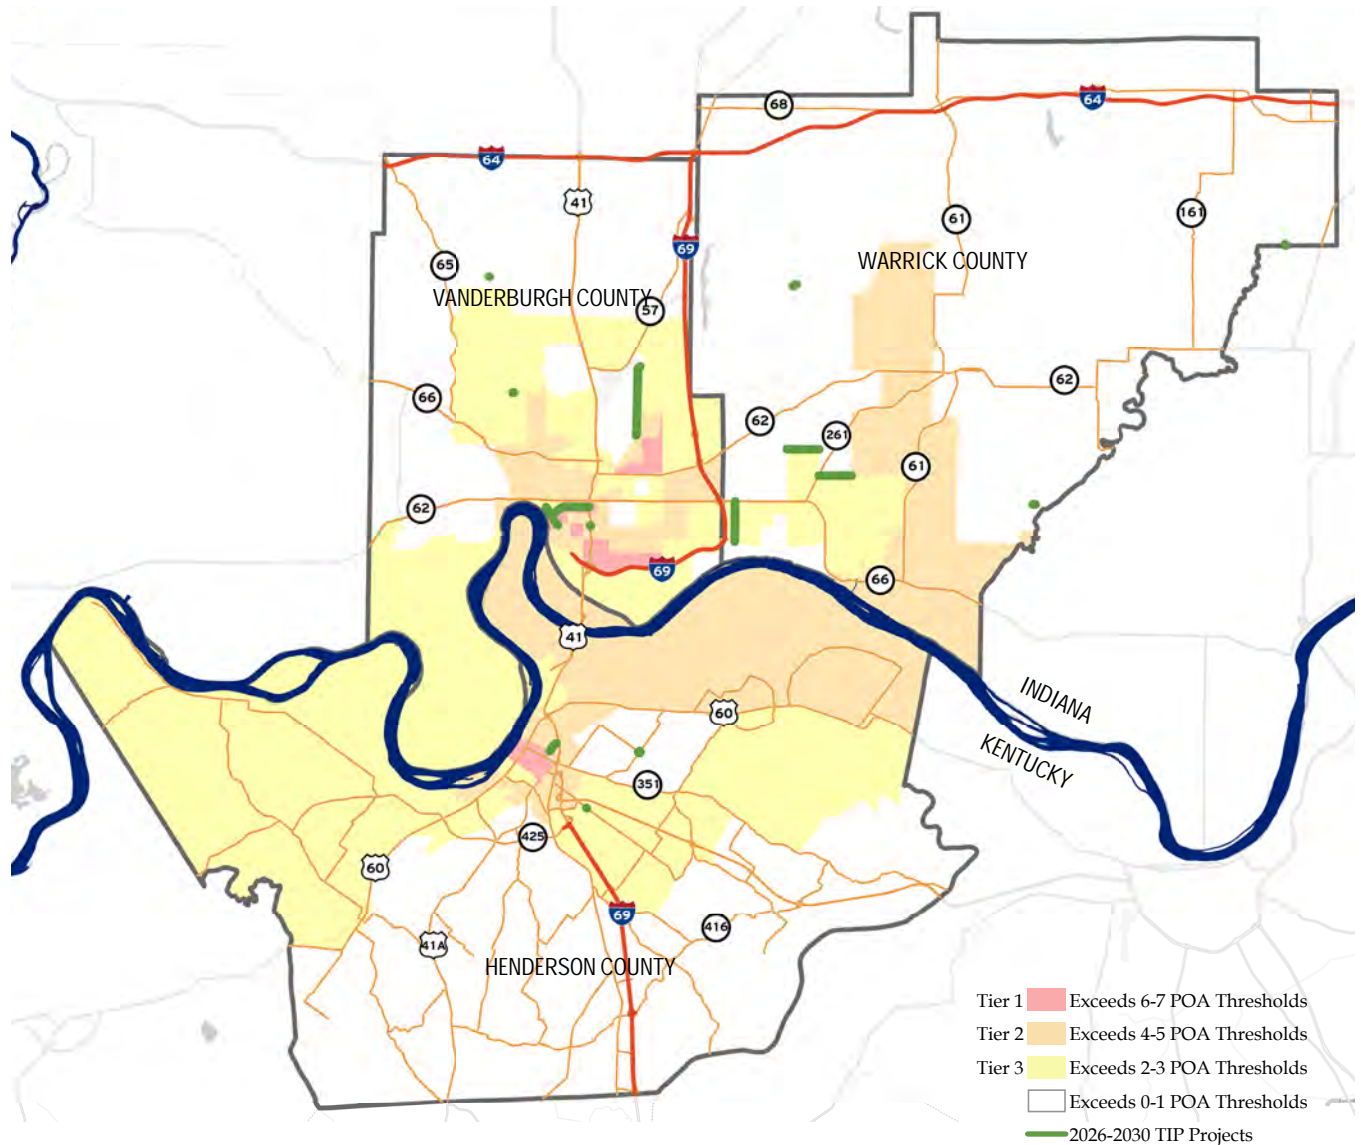 68
64
64
41
61
161
69
WARRICK COUNTY
65
VANDERBURGH COUNTY
57
62
66
62
261
61
62
69
66
41
INDIANA
60
KENTUCKY
351
425
60
69
416
41A
HENDERSON COUNTY
Tier 1 Exceeds 6-7 POA Thresholds
Tier 2 Exceeds 4-5 POA Thresholds
Tier 3 Exceeds 2-3 POA Thresholds
Exceeds 0-1 POA Thresholds
2026-2030 TIP Projects